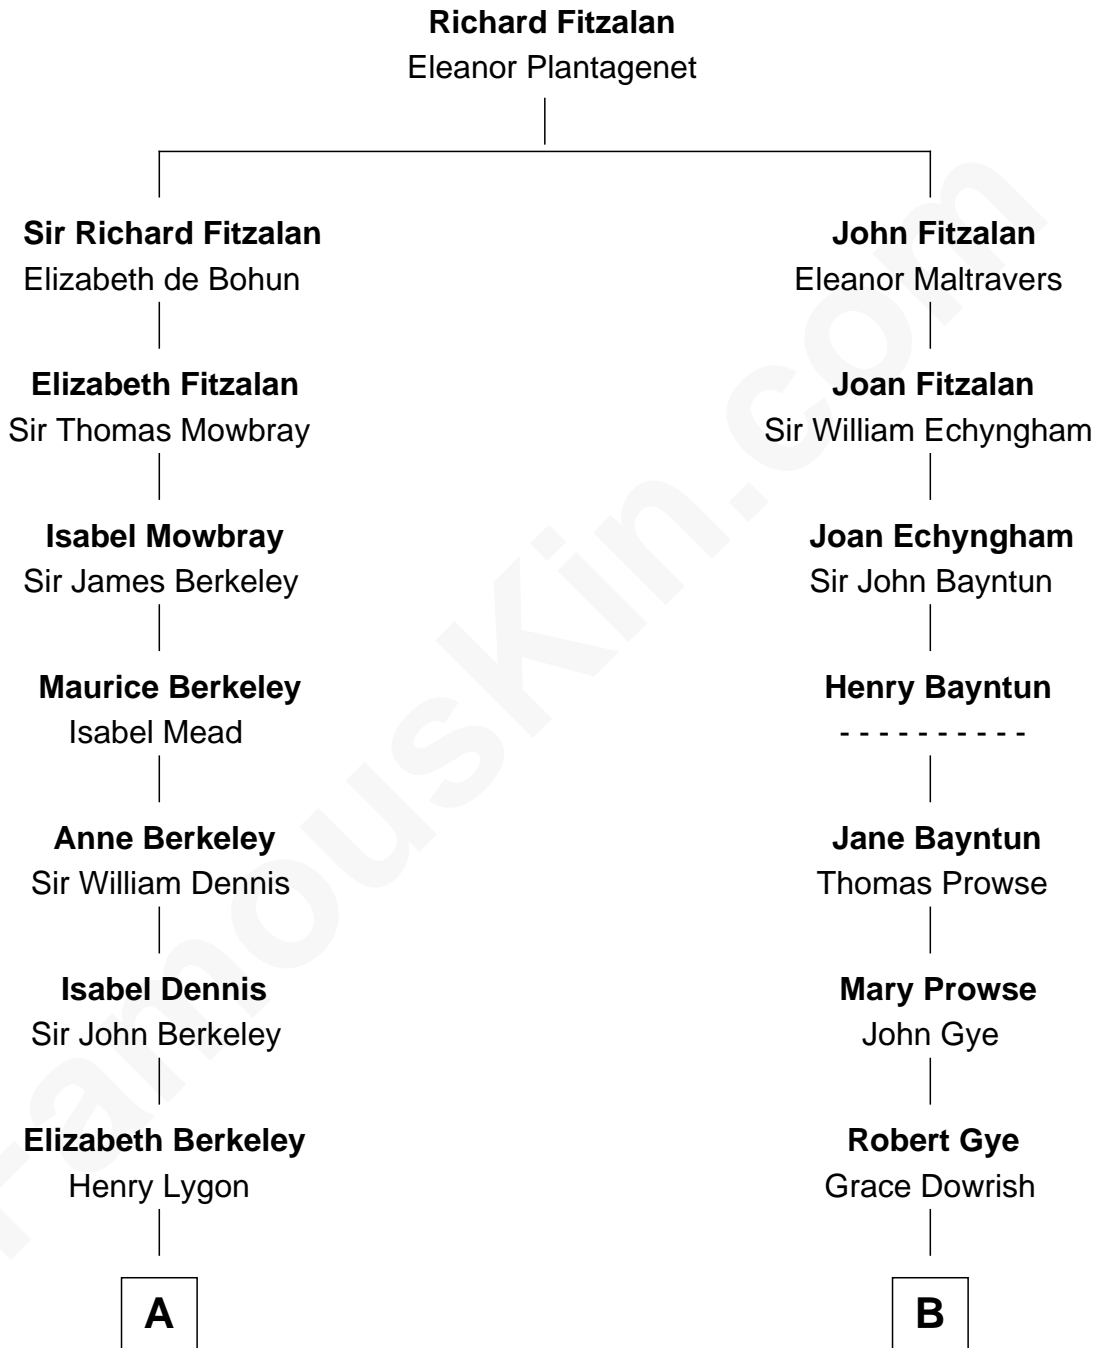 Richard Fitzalan
Eleanor Plantagenet
Sir Richard Fitzalan
Elizabeth de Bohun
John Fitzalan
Eleanor Maltravers
Elizabeth Fitzalan
Sir Thomas Mowbray
Joan Fitzalan
Sir William Echyngham
Isabel Mowbray
Sir James Berkeley
Joan Echyngham
Sir John Bayntun
Maurice Berkeley
Isabel Mead
Henry Bayntun
- - - - - - - - - -
Anne Berkeley
Sir William Dennis
Jane Bayntun
Thomas Prowse
Isabel Dennis
Sir John Berkeley
Mary Prowse
John Gye
Elizabeth Berkeley
Henry Lygon
Robert Gye
Grace Dowrish
A
B
FamousKin.com